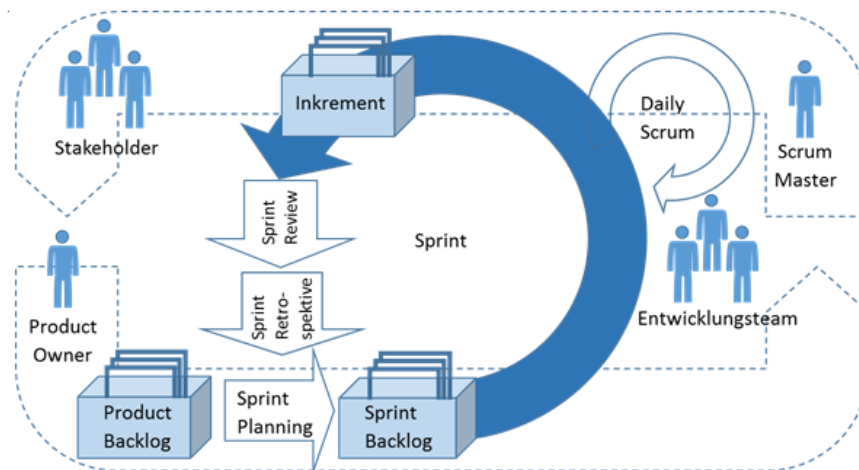 Stakeholder
Inkrement
Daily
Scrum
Scrum
Master
Sprint
Review
Sprint
Sprint
Retro-
spektive
Product
Owner
Entwicklungsteam
Product
Backlog
Sprint
Planning
Sprint
Backlog